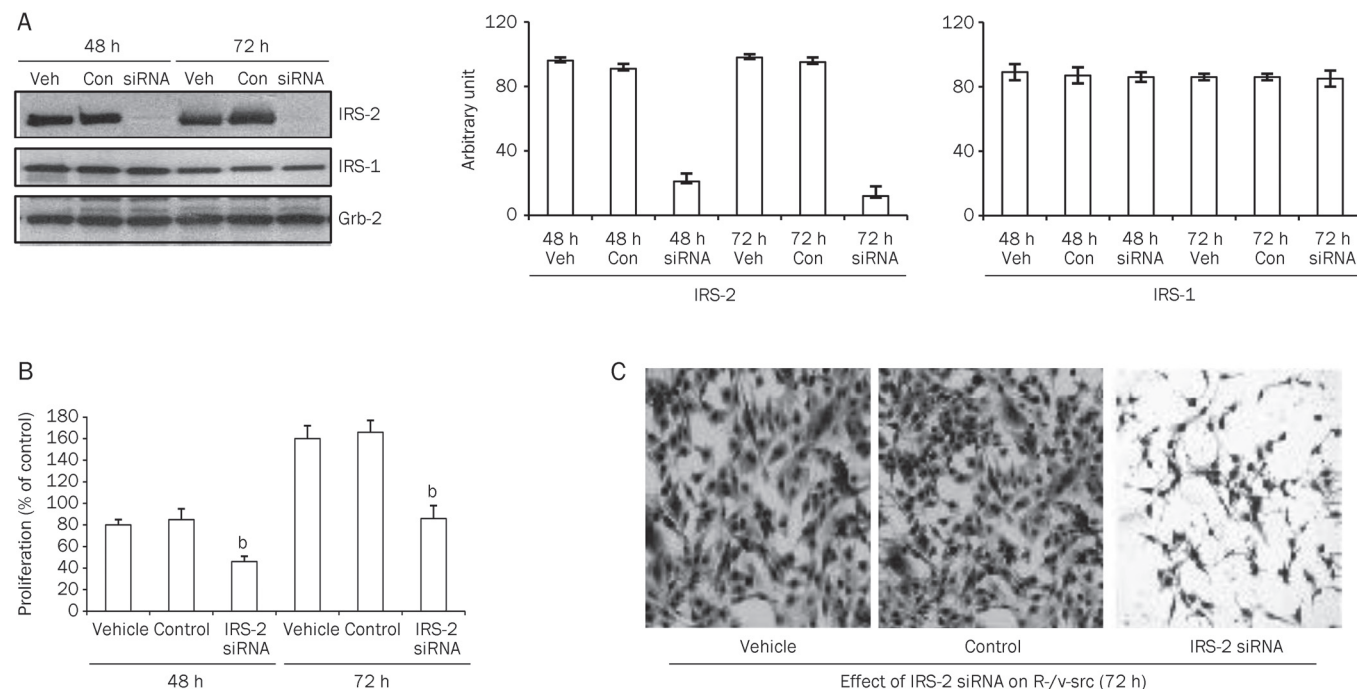 A
48 h 72 h
Veh Con siRNA Veh Con siRNA
IRS-2
IRS-1
Grb-2
Arbitrary unit
120
80
40
0
48 h 48 h 48 h 72 h 72 h 72 h
Veh Con siRNA Veh Con siRNA
IRS-2
120
80
40
0
48 h 48 h 48 h 72 h 72 h 72 h
Veh Con siRNA Veh Con siRNA
IRS-1
B
Proliferation (% of control)
180
160
140
120
100
80
60
40
20
0
b
b
Vehicle Control IRS-2 Vehicle Control IRS-2
siRNA siRNA
48 h 72 h
C
Vehicle Control IRS-2 siRNA
Effect of IRS-2 siRNA on R-/v-src (72 h)